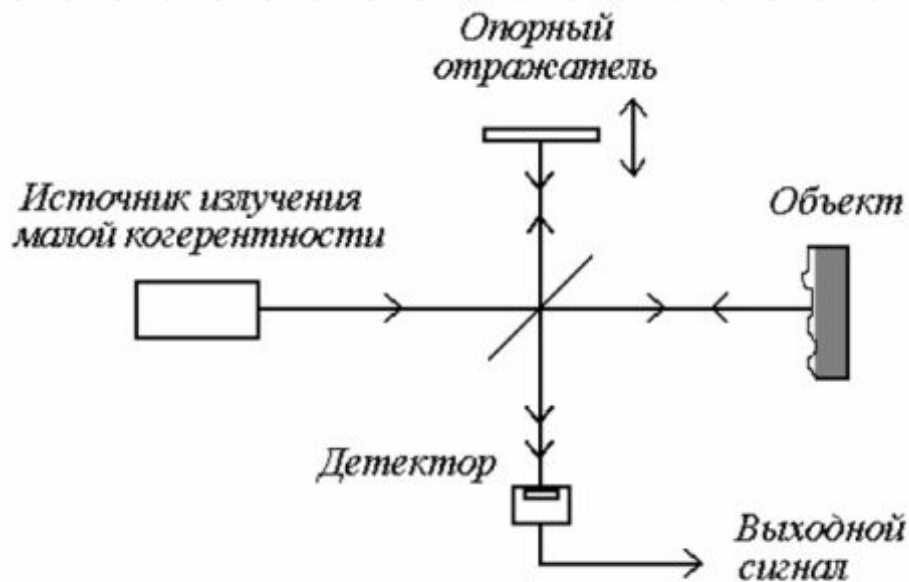 Опорный
отражатель
Источник излучения
малой когерентности
Объект
Детектор
Выходной
сигнал